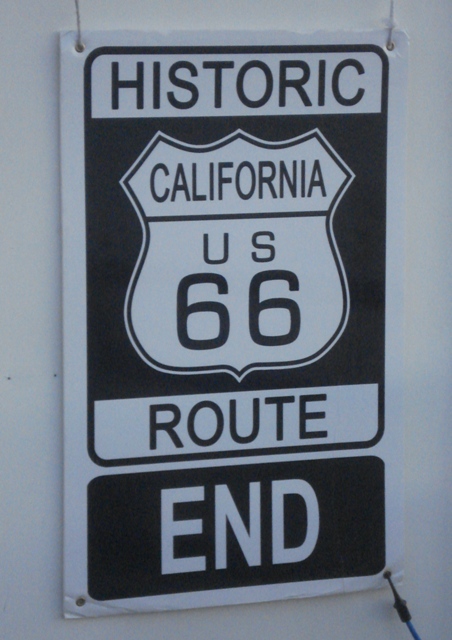 HISTORIC
CALIFORNIA
US
66
ROUTE
END